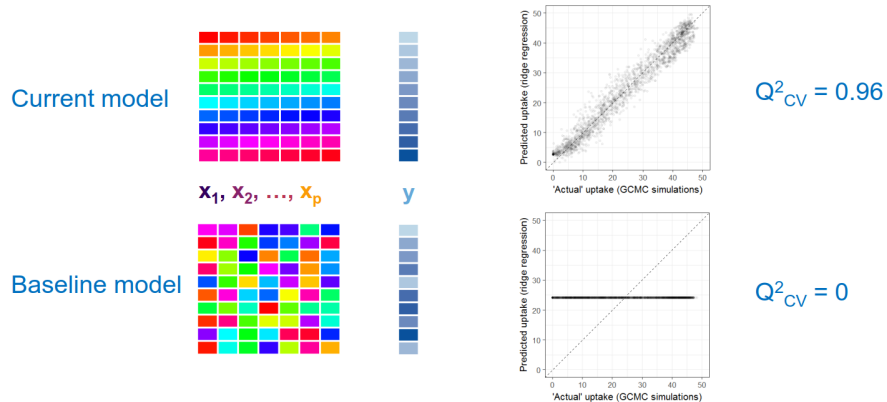 Current model
Predicted uptake (ridge regression)
50
40
30
20
10
0
0 10 20 30 40 50
'Actual' uptake (GCMC simulations)
Q²CV = 0.96
x₁, x₂, ..., xₚ
y
Baseline model
Predicted uptake (ridge regression)
50
40
30
20
10
0
0 10 20 30 40 50
'Actual' uptake (GCMC simulations)
Q²CV = 0